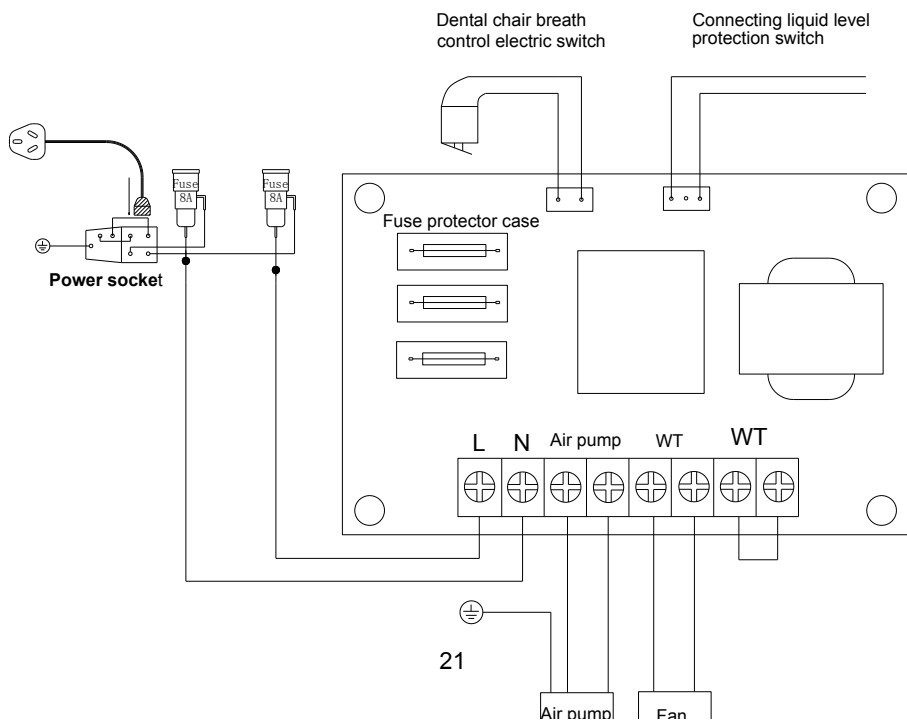 Dental chair breath
control electric switch
Connecting liquid level
protection switch
Fuse
8A
Fuse
8A
Fuse protector case
Power socket
L
N
Air pump
WT
WT
21
Air pump
Fan